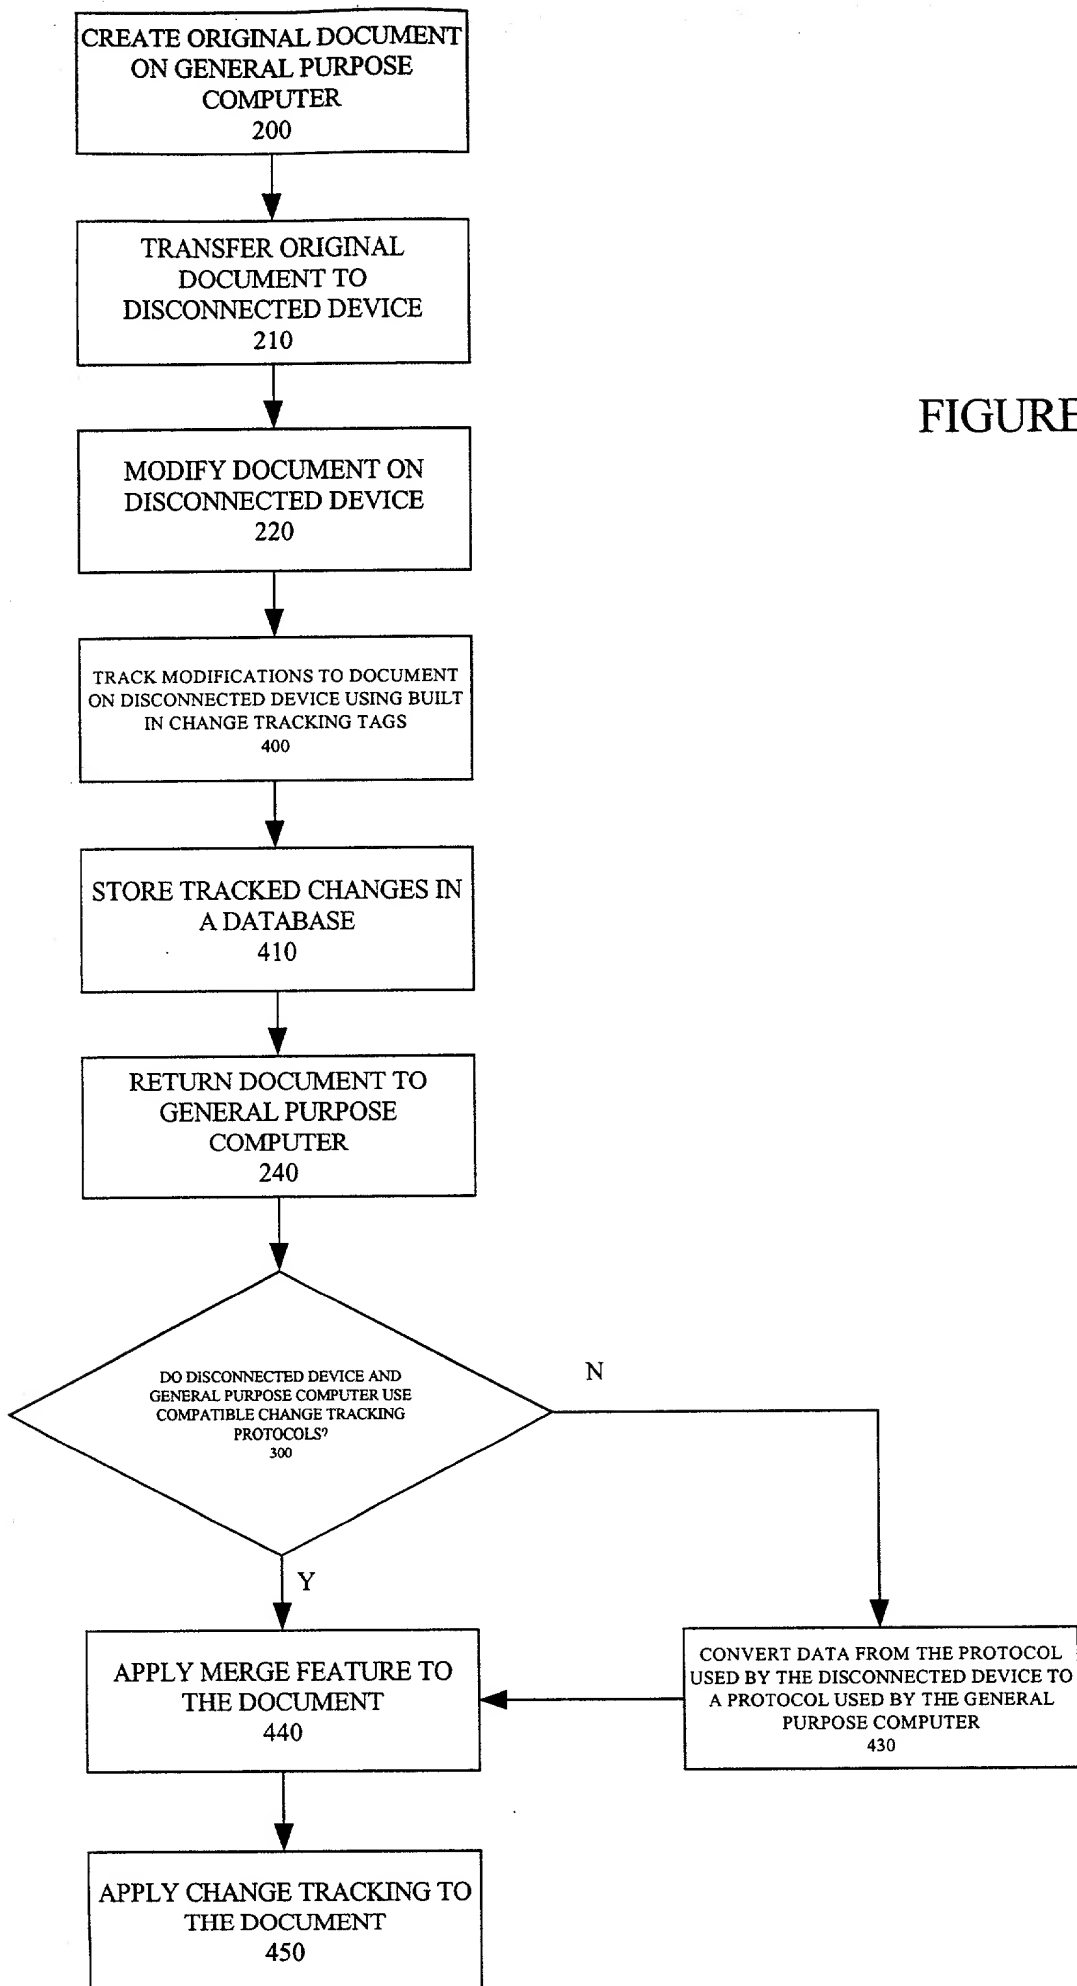 CREATE ORIGINAL DOCUMENT
ON GENERAL PURPOSE
COMPUTER
200
TRANSFER ORIGINAL
DOCUMENT TO
DISCONNECTED DEVICE
210
FIGURE
MODIFY DOCUMENT ON
DISCONNECTED DEVICE
220
TRACK MODIFICATIONS TO DOCUMENT
ON DISCONNECTED DEVICE USING BUILT
IN CHANGE TRACKING TAGS
400
STORE TRACKED CHANGES IN
A DATABASE
410
RETURN DOCUMENT TO
GENERAL PURPOSE
COMPUTER
240
DO DISCONNECTED DEVICE AND
GENERAL PURPOSE COMPUTER USE
COMPATIBLE CHANGE TRACKING
PROTOCOLS?
300
N
Y
APPLY MERGE FEATURE TO
THE DOCUMENT
440
CONVERT DATA FROM THE PROTOCOL
USED BY THE DISCONNECTED DEVICE TO
A PROTOCOL USED BY THE GENERAL
PURPOSE COMPUTER
430
APPLY CHANGE TRACKING TO
THE DOCUMENT
450